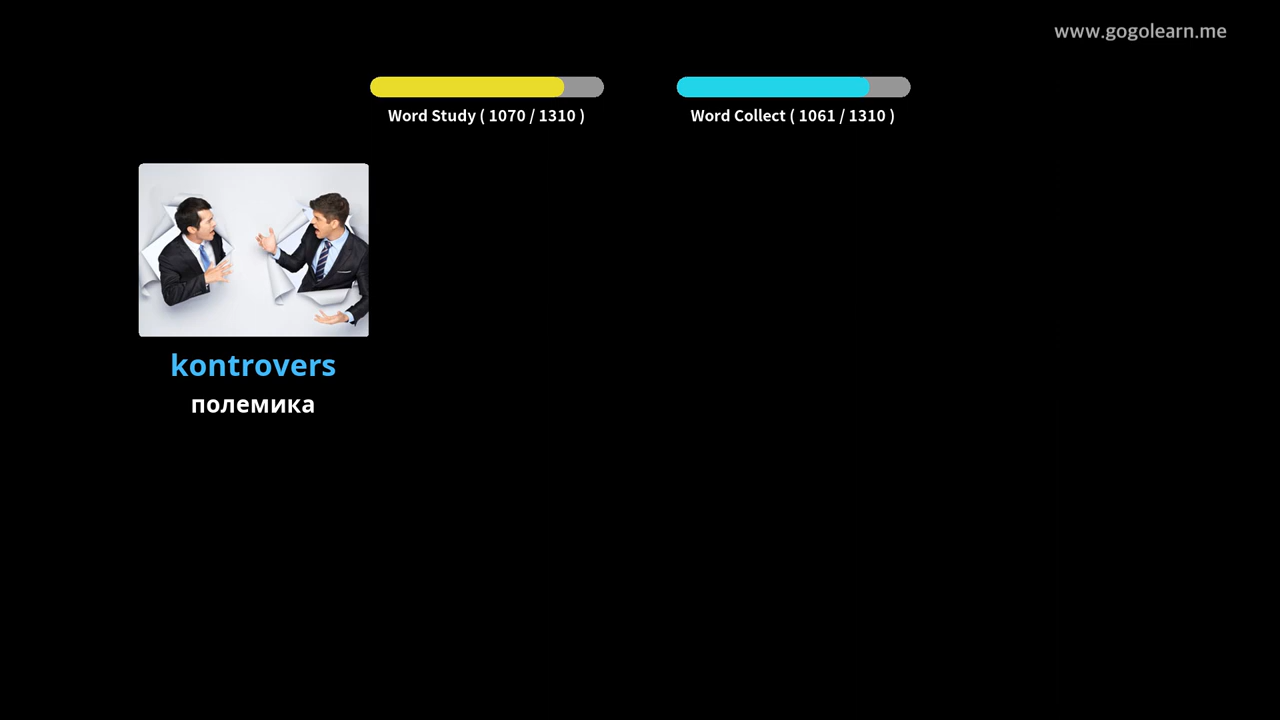 www.gogolearn.me
Word Study ( 1070 / 1310 )
Word Collect ( 1061 / 1310 )
kontrovers
полемика